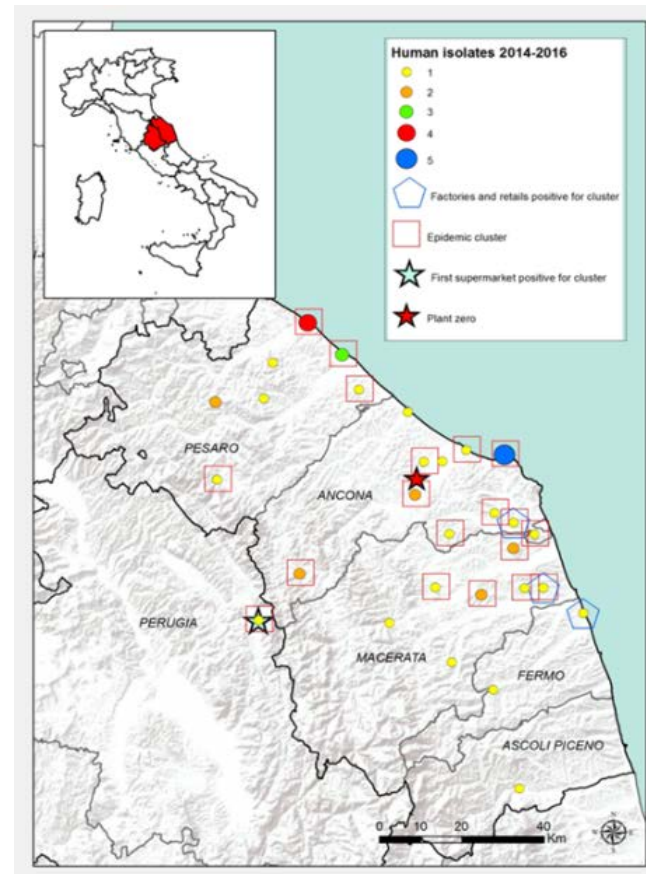 Human isolates 2014-2016
1
2
3
4
5
Factories and retails positive for cluster
Epidemic cluster
First supermarket positive for cluster
Plant zero
PESARO
ANCONA
PERUGIA
MACERATA
FERMO
ASCOLI PICENO
0 10 20 40
Km